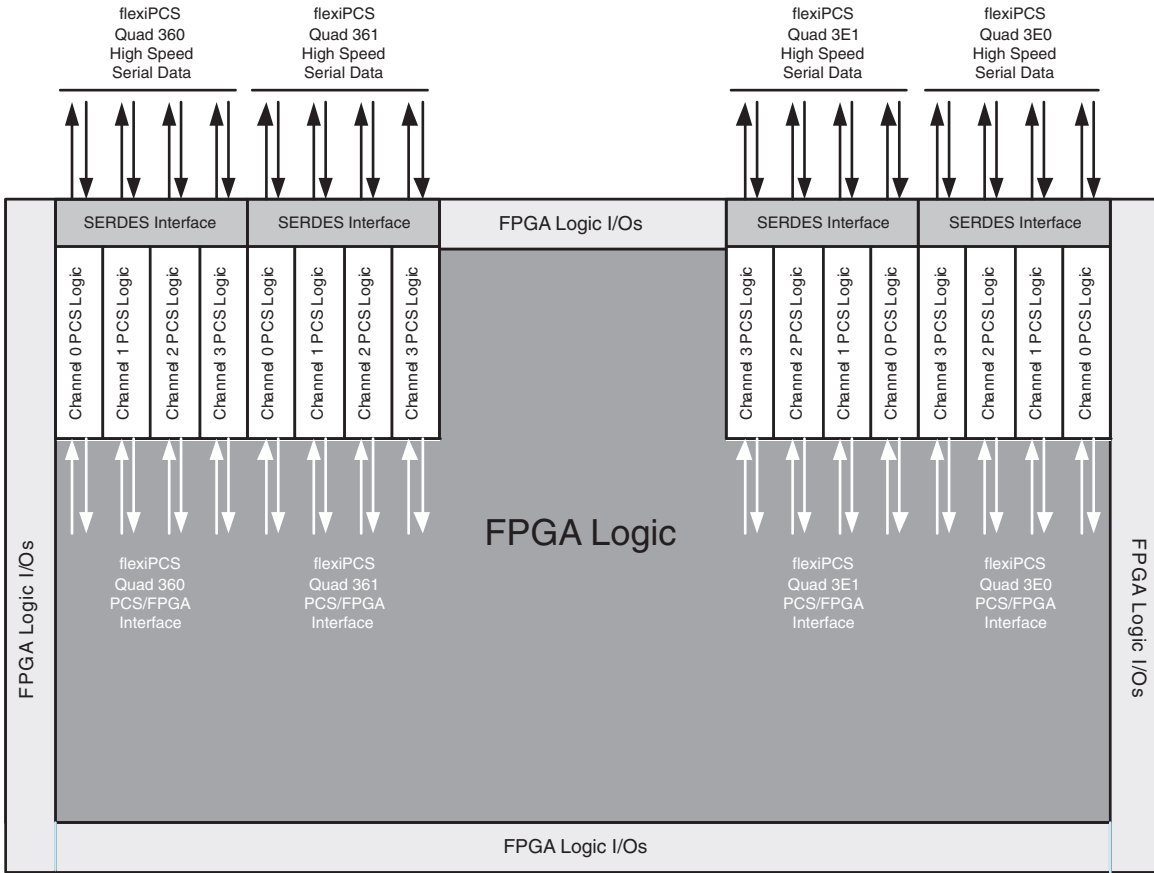 flexiPCS
Quad 360
High Speed
Serial Data
flexiPCS
Quad 361
High Speed
Serial Data
flexiPCS
Quad 3E1
High Speed
Serial Data
flexiPCS
Quad 3E0
High Speed
Serial Data
SERDES Interface
SERDES Interface
FPGA Logic I/Os
SERDES Interface
SERDES Interface
Channel 0 PCS Logic
Channel 1 PCS Logic
Channel 2 PCS Logic
Channel 3 PCS Logic
Channel 0 PCS Logic
Channel 1 PCS Logic
Channel 2 PCS Logic
Channel 3 PCS Logic
Channel 3 PCS Logic
Channel 2 PCS Logic
Channel 1 PCS Logic
Channel 0 PCS Logic
Channel 3 PCS Logic
Channel 2 PCS Logic
Channel 1 PCS Logic
Channel 0 PCS Logic
FPGA Logic
flexiPCS
Quad 360
PCS/FPGA
Interface
flexiPCS
Quad 361
PCS/FPGA
Interface
flexiPCS
Quad 3E1
PCS/FPGA
Interface
flexiPCS
Quad 3E0
PCS/FPGA
Interface
FPGA Logic I/Os
FPGA Logic I/Os
FPGA Logic I/Os